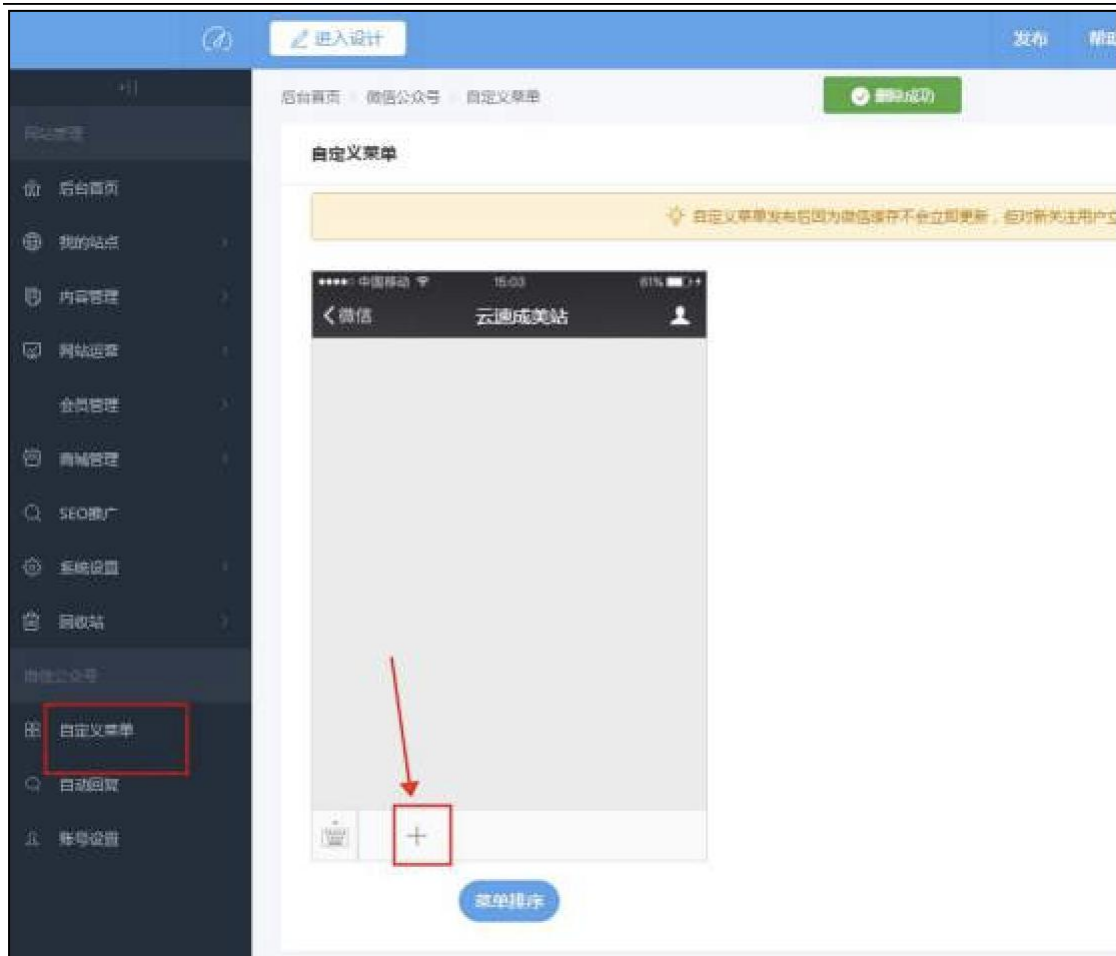 进入设计
发布 帮助
后台首页 微信公众号 自定义菜单
删除成功
网站管理
自定义菜单
后台首页
自定义菜单发布后因为微信缓存不会立即更新，但对新关注用户立
我的站点
内容管理
中国移动 15:03 61%
微信 云速成美站
网站运营
会员管理
商城管理
SEO推广
系统设置
回收站
微信公众号
自定义菜单
自动回复
账号设置
菜单排序